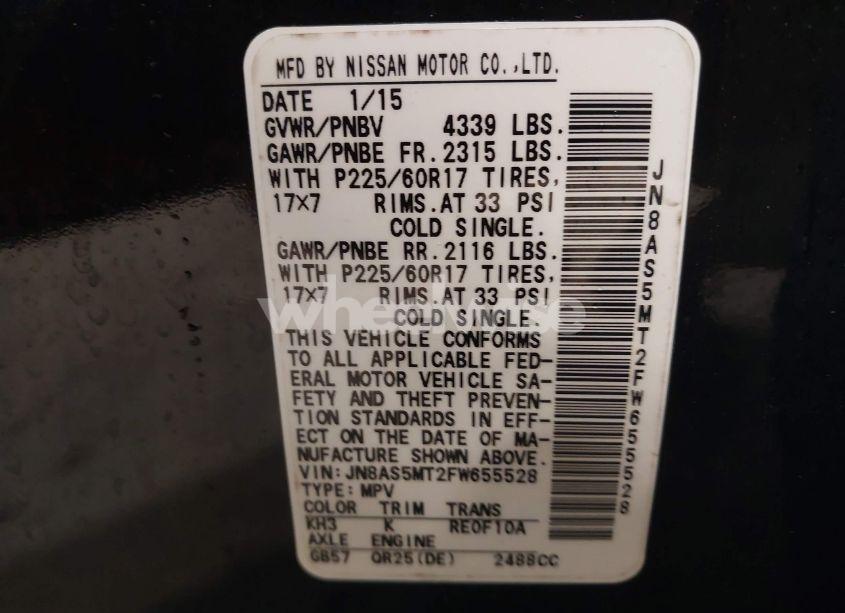 MFD BY NISSAN MOTOR CO.,LTD.
DATE 1/15
GVWR/PNBV 4339 LBS.
GAWR/PNBE FR.2315 LBS.
WITH P225/60R17 TIRES,
17×7 RIMS.AT 33 PSI
COLD SINGLE.
GAWR/PNBE RR.2116 LBS.
WITH P225/60R17 TIRES,
17×7 RIMS.AT 33 PSI
COLD SINGLE.
THIS VEHICLE CONFORMS
TO ALL APPLICABLE FED-
ERAL MOTOR VEHICLE SA-
FETY AND THEFT PREVEN-
TION STANDARDS IN EFF-
ECT ON THE DATE OF MA-
NUFACTURE SHOWN ABOVE.
VIN:JN8AS5MT2FW655528
TYPE:MPV
COLOR TRIM TRANS
KH3 K RE0F10A
AXLE ENGINE
GB57 QR25(DE) 2488CC
JN8AS5MT2FW655528
wheelwise